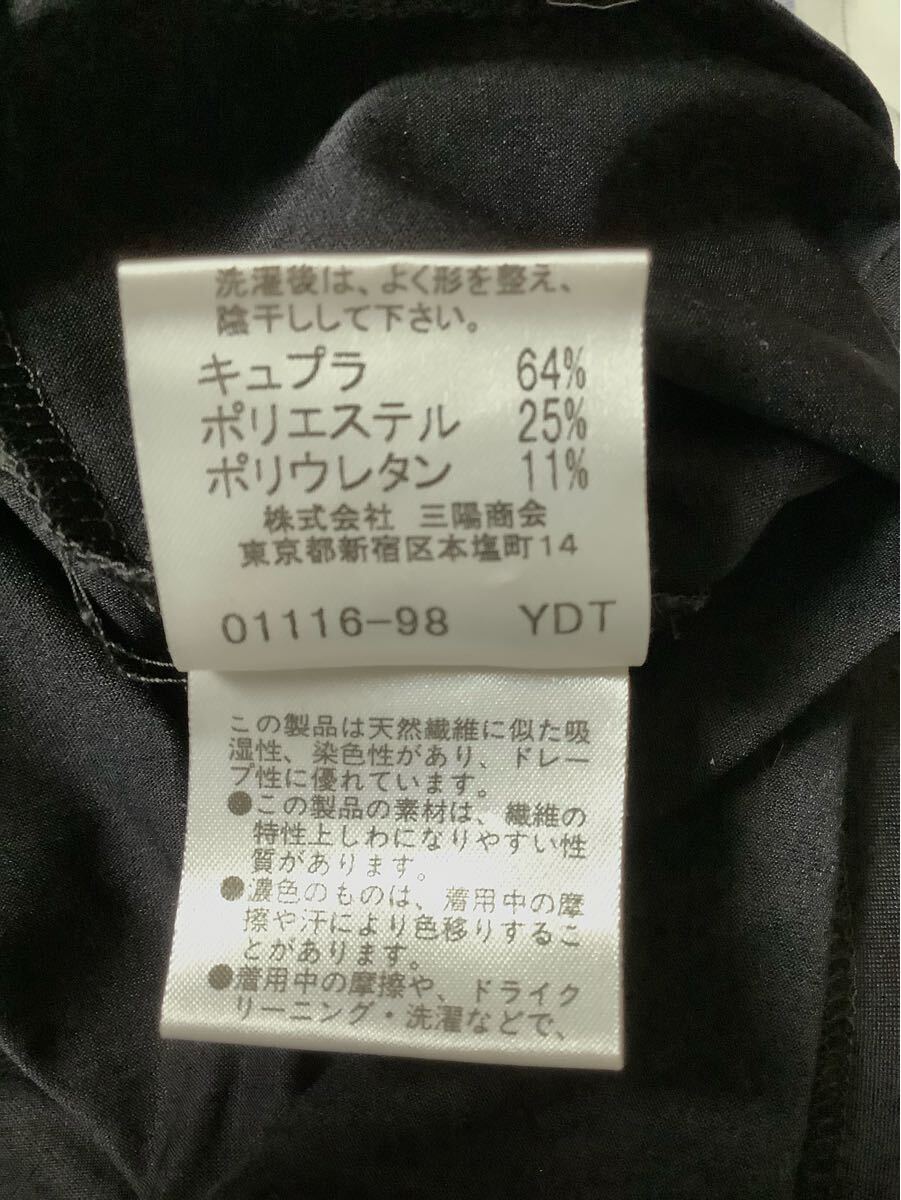 洗濯後は、よく形を整え、
陰干しして下さい。
キュプラ 64%
ポリエステル 25%
ポリウレタン 11%
株式会社 三陽商会
東京都新宿区本塩町14
01116-98 YDT
この製品は天然繊維に似た吸
湿性、染色性があり、ドレー
プ性に優れています。
●この製品の素材は、繊維の
特性上しわになりやすい性
質があります。
●濃色のものは、着用中の摩
擦や汗により色移りするこ
とがあります。
●着用中の摩擦や、ドライク
リーニング・洗濯などで、